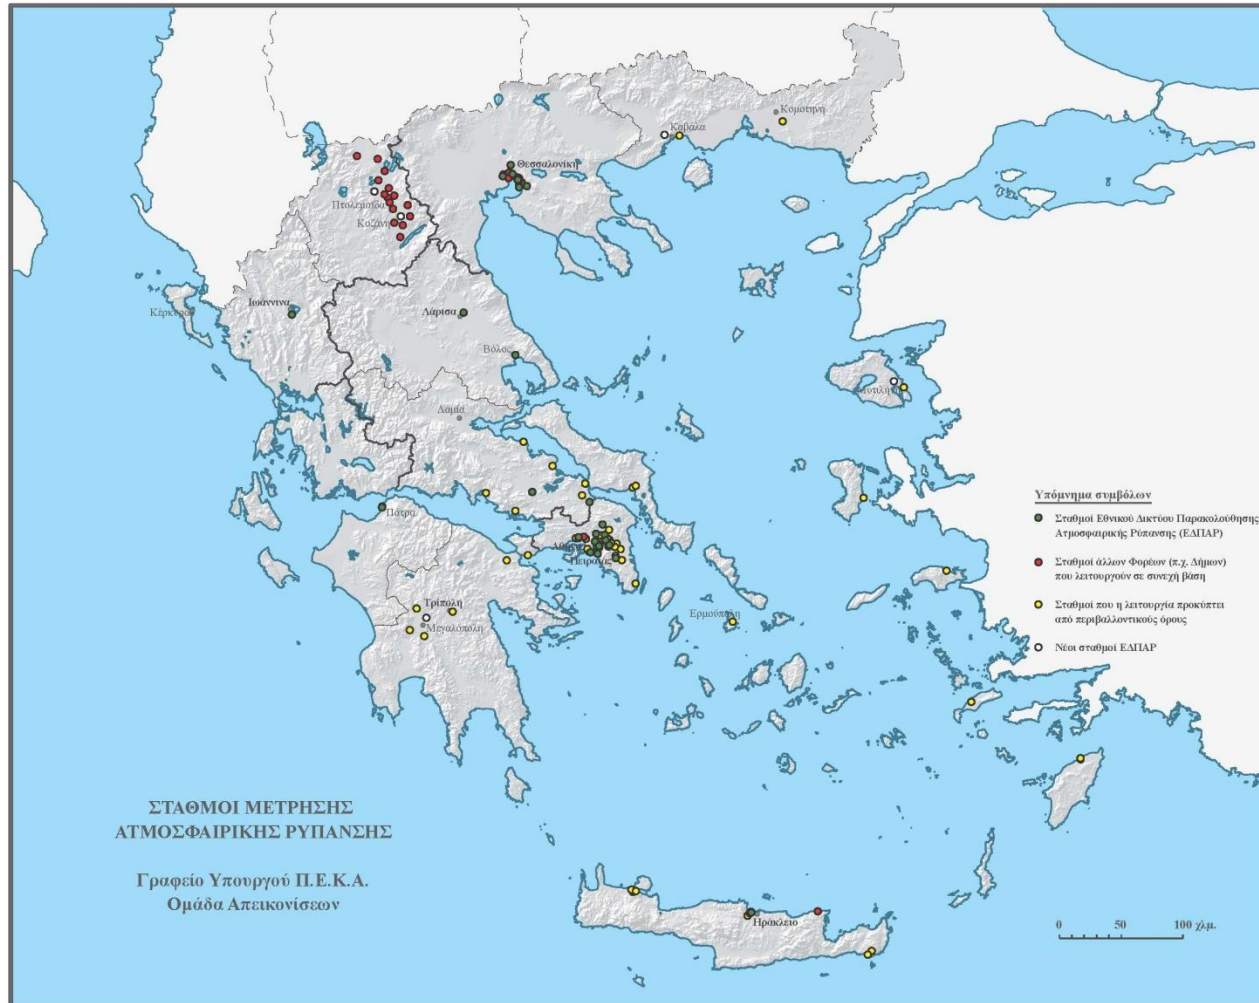 Κομοτηνή
Καβάλα
Θεσσαλονίκη
Πτολεμαΐδα
Κοζάνη
Ιωάννινα
Κέρκυρα
Λάρισα
Βόλος
Λαμία
Πάτρα
Πειραιάς
Τρίπολη
Μεγαλόπολη
Ερμούπολη
Ηράκλειο
Υπόμνημα συμβόλων
Σταθμοί Εθνικού Δικτύου Παρακολούθησης
Ατμοσφαιρικής Ρύπανσης (ΕΔΠΑΡ)
Σταθμοί άλλων Φορέων (π.χ. Δήμων)
που λειτουργούν σε συνεχή βάση
Σταθμοί που η λειτουργία προκύπτει
από περιβαλλοντικούς όρους
Νέοι σταθμοί ΕΔΠΑΡ
ΣΤΑΘΜΟΙ ΜΕΤΡΗΣΗΣ
ΑΤΜΟΣΦΑΙΡΙΚΗΣ ΡΥΠΑΝΣΗΣ
Γραφείο Υπουργού Π.Ε.Κ.Α.
Ομάδα Απεικονίσεων
0 50 100 χλμ.